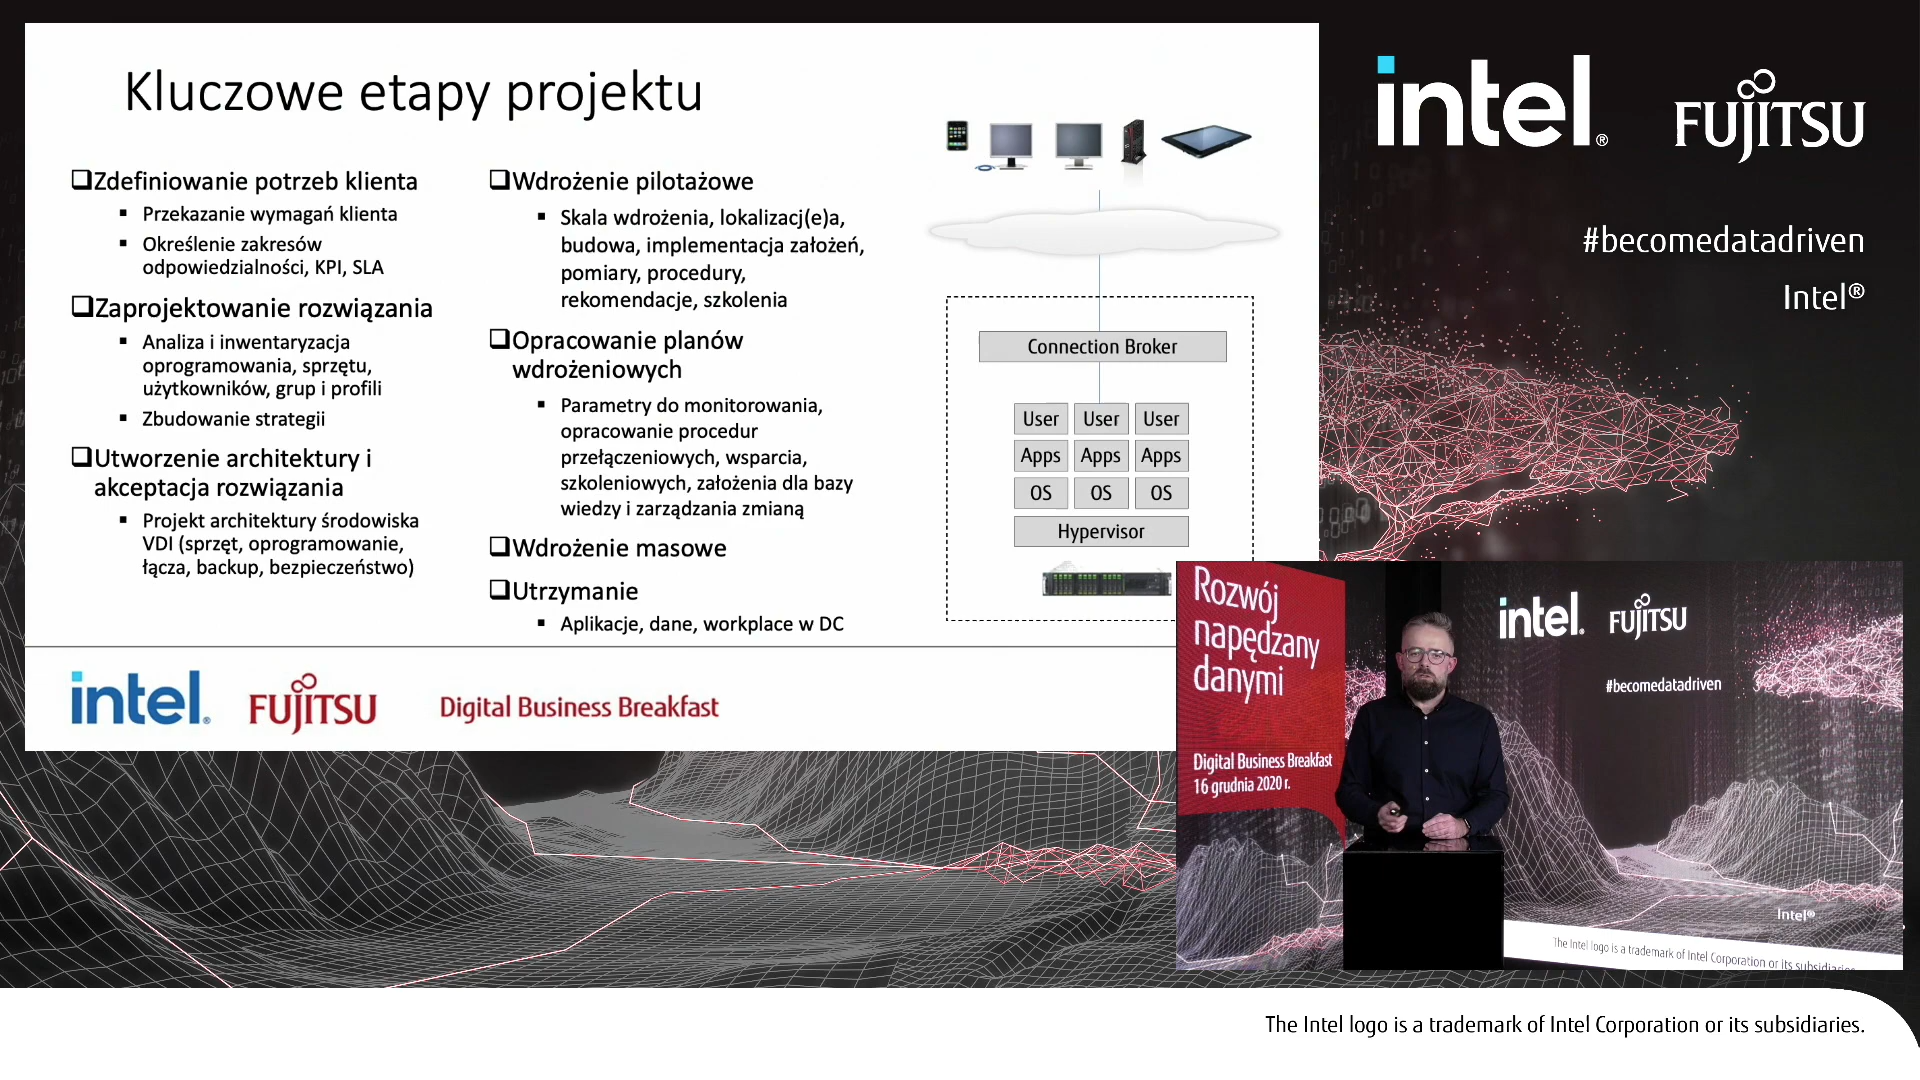 Kluczowe etapy projektu
Zdefiniowanie potrzeb klienta
Przekazanie wymagań klienta
Określenie zakresów
odpowiedzialności, KPI, SLA
Zaprojektowanie rozwiązania
Analiza i inwentaryzacja
oprogramowania, sprzętu,
użytkowników, grup i profili
Zbudowanie strategii
Utworzenie architektury i
akceptacja rozwiązania
Projekt architektury środowiska
VDI (sprzęt, oprogramowanie,
łącza, backup, bezpieczeństwo)
Wdrożenie pilotażowe
Skala wdrożenia, lokalizacj(e)a,
budowa, implementacja założeń,
pomiary, procedury,
rekomendacje, szkolenia
Opracowanie planów
wdrożeniowych
Parametry do monitorowania,
opracowanie procedur
przełączeniowych, wsparcia,
szkoleniowych, założenia dla bazy
wiedzy i zarządzania zmianą
Wdrożenie masowe
Utrzymanie
Aplikacje, dane, workplace w DC
Connection Broker
User User User
Apps Apps Apps
OS OS OS
Hypervisor
intel® FUJITSU Digital Business Breakfast
intel® FUJITSU
#becomedatadriven
Intel®
Rozwój
napędzany
danymi
Digital Business Breakfast
16 grudnia 2020 r.
intel® FUJITSU
#becomedatadriven
Intel®
The Intel logo is a trademark of Intel Corporation or its subsidiaries.
The Intel logo is a trademark of Intel Corporation or its subsidiaries.